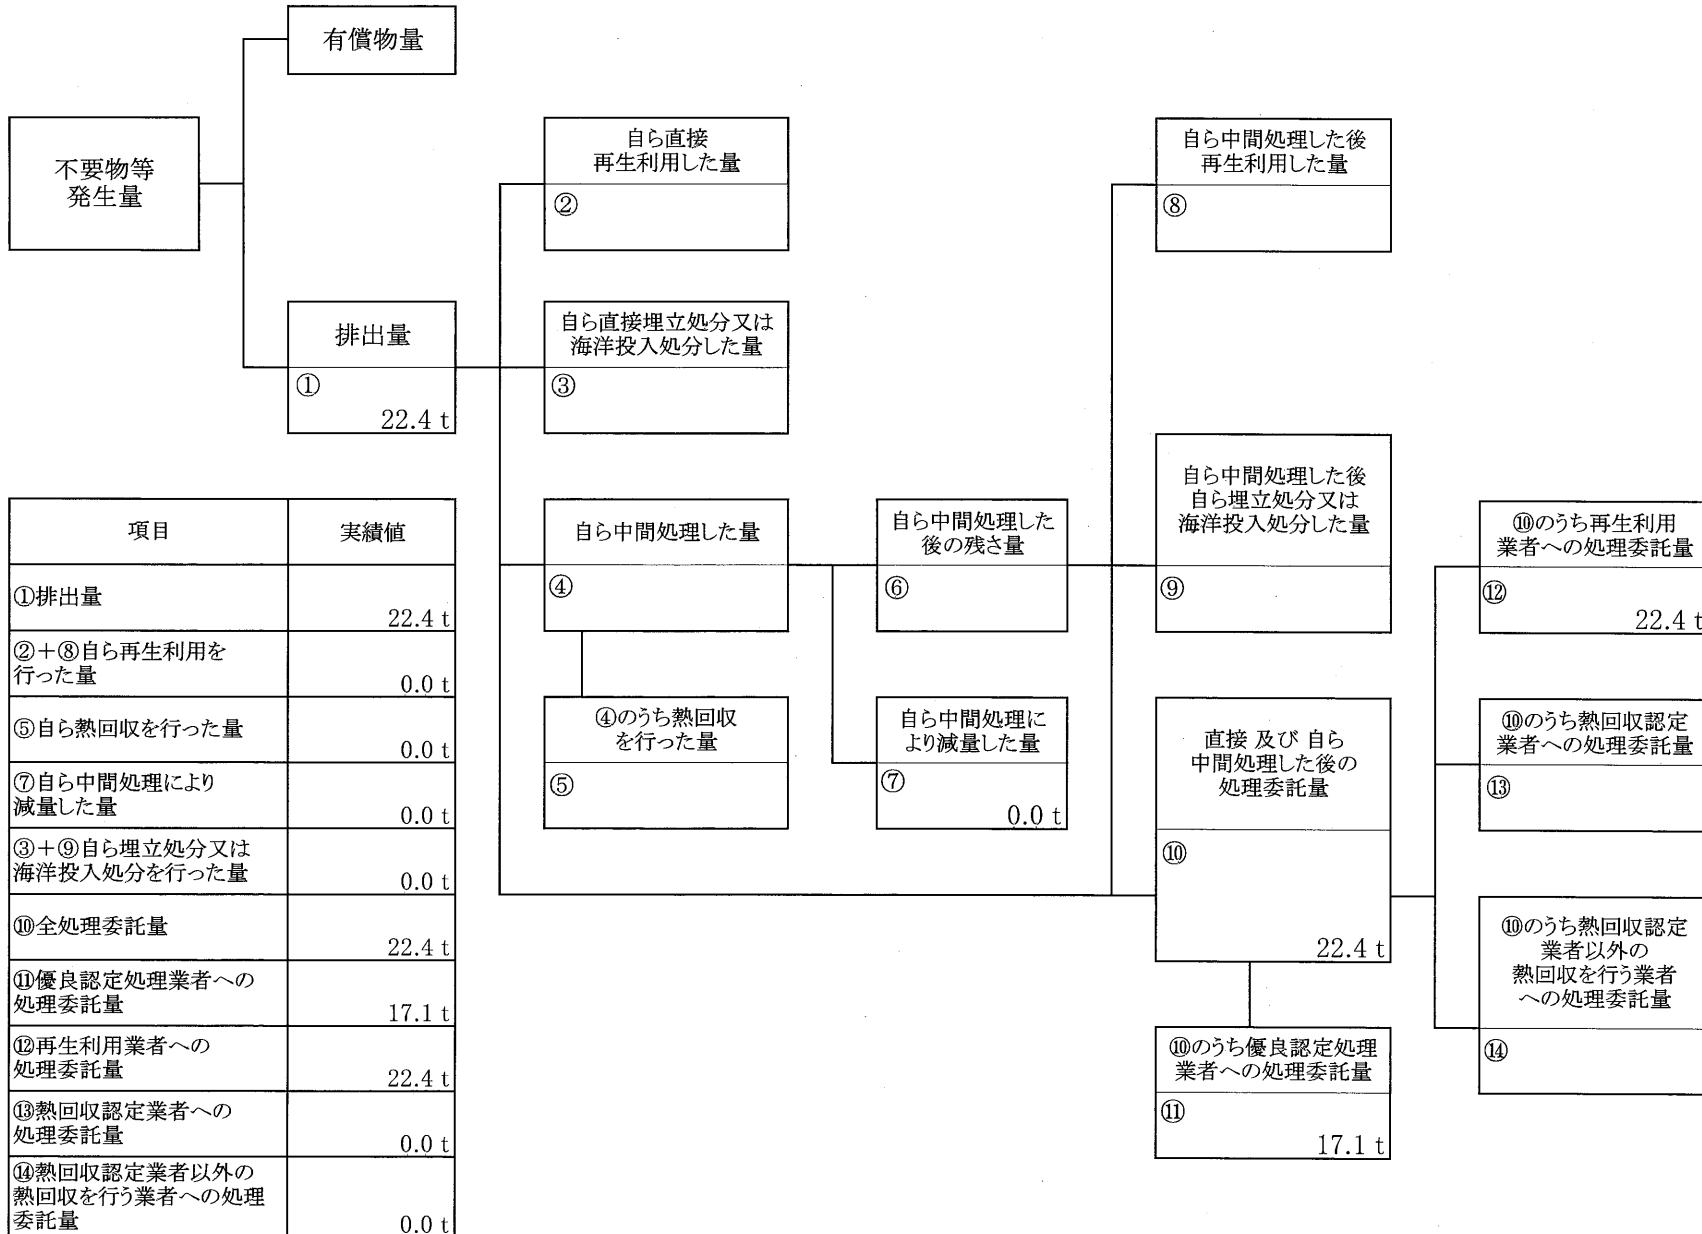 有償物量
不要物等
発生量
自ら直接
再生利用した量
②
自ら中間処理した後
再生利用した量
⑧
排出量
①
22.4 t
自ら直接埋立処分又は
海洋投入処分した量
③
項目
実績値
①排出量
22.4 t
②+⑧自ら再生利用を
行った量
0.0 t
⑤自ら熱回収を行った量
0.0 t
⑦自ら中間処理により
減量した量
0.0 t
③+⑨自ら埋立処分又は
海洋投入処分を行った量
0.0 t
⑩全処理委託量
22.4 t
⑪優良認定処理業者への
処理委託量
17.1 t
⑫再生利用業者への
処理委託量
22.4 t
⑬熱回収認定業者への
処理委託量
0.0 t
⑭熱回収認定業者以外の
熱回収を行う業者への処理
委託量
0.0 t
自ら中間処理した量
④
④のうち熱回収
を行った量
⑤
自ら中間処理した
後の残さ量
⑥
自ら中間処理に
より減量した量
⑦
0.0 t
自ら中間処理した後
自ら埋立処分又は
海洋投入処分した量
⑨
直接 及び 自ら
中間処理した後の
処理委託量
⑩
22.4 t
⑩のうち優良認定処理
業者への処理委託量
⑪
17.1 t
⑩のうち再生利用
業者への処理委託量
⑫
22.4 t
⑩のうち熱回収認定
業者への処理委託量
⑬
⑩のうち熱回収認定
業者以外の
熱回収を行う業者
への処理委託量
⑭